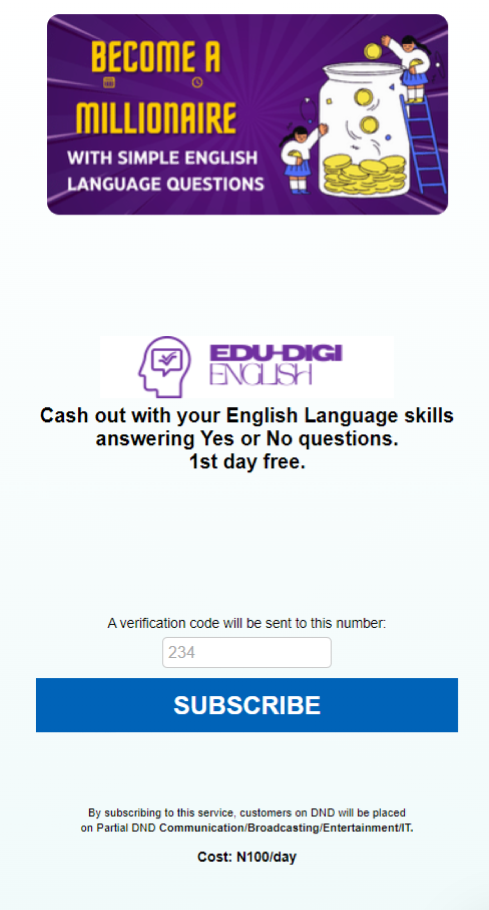 BECOME A
MILLIONAIRE
WITH SIMPLE ENGLISH
LANGUAGE QUESTIONS
EDU-DIGI
ENGLISH
Cash out with your English Language skills
answering Yes or No questions.
1st day free.
A verification code will be sent to this number:
234
SUBSCRIBE
By subscribing to this service, customers on DND will be placed
on Partial DND Communication/Broadcasting/Entertainment/IT.
Cost: N100/day